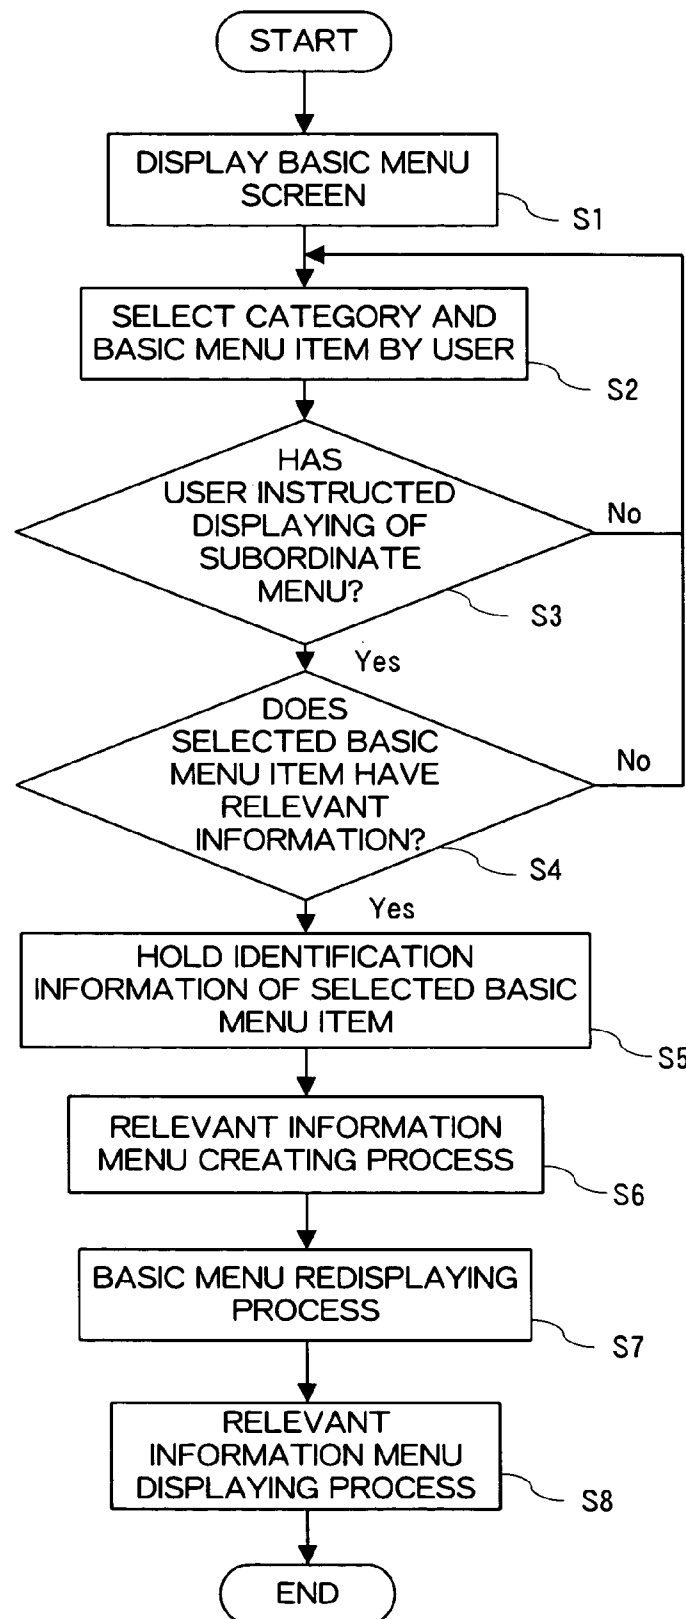 START
DISPLAY BASIC MENU
SCREEN
S1
SELECT CATEGORY AND
BASIC MENU ITEM BY USER
S2
HAS
USER INSTRUCTED
DISPLAYING OF
SUBORDINATE
MENU?
No
S3
Yes
DOES
SELECTED BASIC
MENU ITEM HAVE
RELEVANT
INFORMATION?
No
S4
Yes
HOLD IDENTIFICATION
INFORMATION OF SELECTED BASIC
MENU ITEM
S5
RELEVANT INFORMATION
MENU CREATING PROCESS
S6
BASIC MENU REDISPLAYING
PROCESS
S7
RELEVANT
INFORMATION MENU
DISPLAYING PROCESS
S8
END